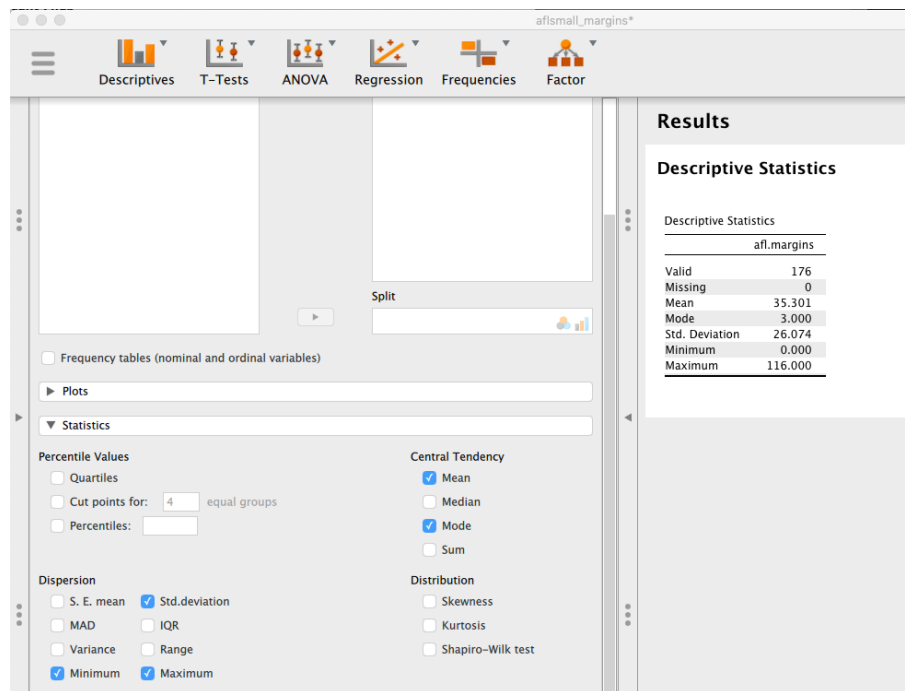 aflsmall_margins*
Descriptives T-Tests ANOVA Regression Frequencies Factor
Split
Frequency tables (nominal and ordinal variables)
Plots
Statistics
Percentile Values
Quartiles
Cut points for: 4 equal groups
Percentiles:
Central Tendency
Mean
Median
Mode
Sum
Dispersion
S. E. mean Std.deviation
MAD IQR
Variance Range
Minimum Maximum
Distribution
Skewness
Kurtosis
Shapiro-Wilk test
Results
Descriptive Statistics
Descriptive Statistics
afl.margins
Valid 176
Missing 0
Mean 35.301
Mode 3.000
Std. Deviation 26.074
Minimum 0.000
Maximum 116.000